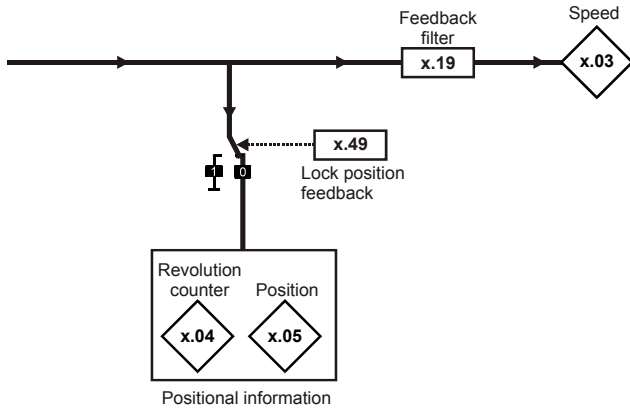 Feedback
filter
Speed
x.19
x.03
x.49
1 0
Lock position
feedback
Revolution
counter
Position
x.04
x.05
Positional information